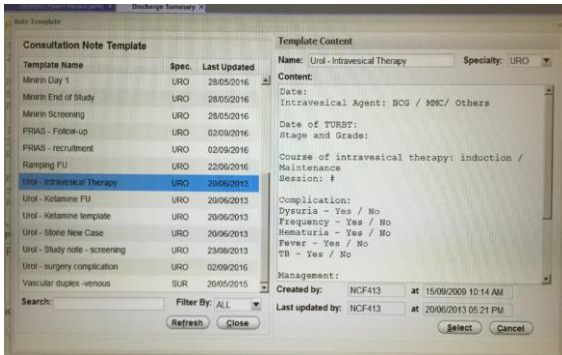 Discharge Summary X
Note Template
Consultation Note Template
Template Name Spec. Last Updated
Minirin Day 1 URO 28/05/2016
Minirin End of Study URO 28/05/2016
Minirin Screening URO 28/05/2016
PRIAS - Follow-up URO 02/09/2016
PRIAS - recruitment URO 02/09/2016
Ramping FU URO 22/06/2016
Urol - Intravesical Therapy URO 20/06/2013
Urol - Ketamine FU URO 20/06/2013
Urol - Ketamine template URO 20/06/2013
Urol - Stone New Case URO 20/06/2013
Urol - Study note - screening URO 23/08/2013
Urol - surgery complication URO 02/09/2016
Vascular duplex -venous SUR 20/05/2015
Search: Filter By: ALL
Refresh Close
Template Content
Name: Urol - Intravesical Therapy Specialty: URO
Content:
Date:
Intravesical Agent: BCG / MMC/ Others
Date of TURBT:
Stage and Grade:
Course of intravesical therapy: induction /
Maintenance
Session: #
Complication:
Dysuria - Yes / No
Frequency - Yes / No
Hematuria - Yes / No
Fever - Yes / No
TB - Yes / No
Management:
Created by: NCF413 at 15/09/2009 10:14 AM
Last updated by: NCF413 at 20/06/2013 05:21 PM
Select Cancel